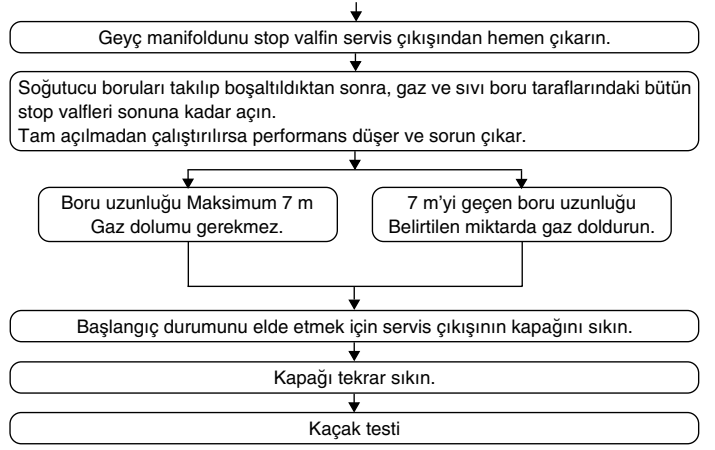 Geyç manifoldunu stop valfin servis çıkışından hemen çıkarın.
Soğutucu boruları takılıp boşaltıldıktan sonra, gaz ve sıvı boru taraflarındaki bütün
stop valfleri sonuna kadar açın.
Tam açılmadan çalıştırılırsa performans düşer ve sorun çıkar.
Boru uzunluğu Maksimum 7 m
Gaz dolumu gerekmez.
7 m'yi geçen boru uzunluğu
Belirtilen miktarda gaz doldurun.
Başlangıç durumunu elde etmek için servis çıkışının kapağını sıkın.
Kapağı tekrar sıkın.
Kaçak testi